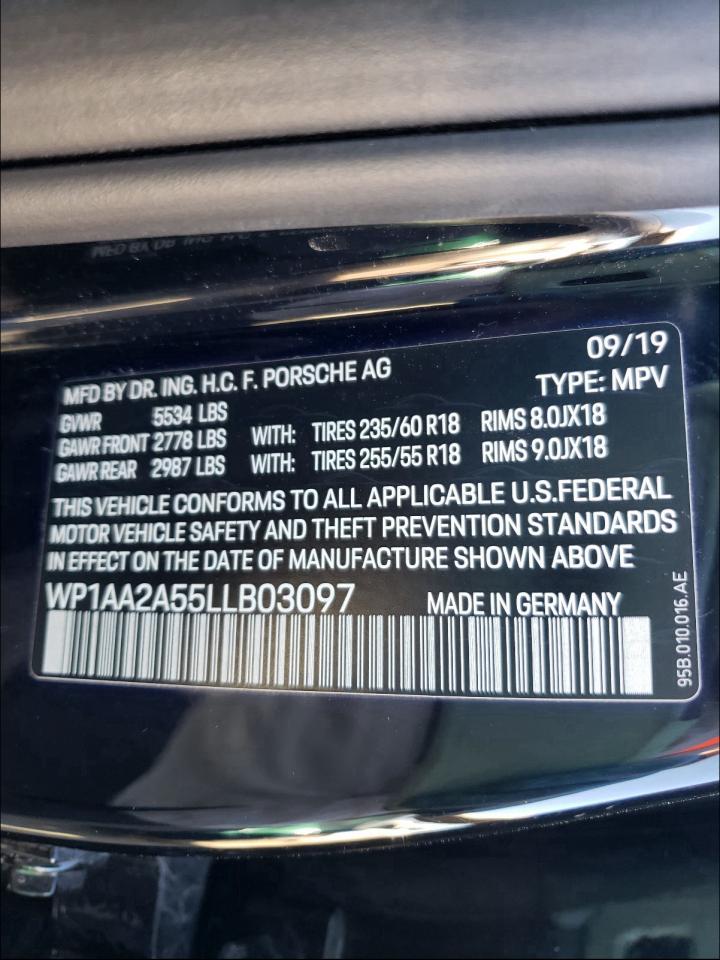 09/19
MFD BY DR. ING. H.C. F. PORSCHE AG
TYPE: MPV
GVWR 5534 LBS
GAWR FRONT 2778 LBS WITH: TIRES 235/60 R18 RIMS 8.0JX18
GAWR REAR 2987 LBS WITH: TIRES 255/55 R18 RIMS 9.0JX18
THIS VEHICLE CONFORMS TO ALL APPLICABLE U.S.FEDERAL
MOTOR VEHICLE SAFETY AND THEFT PREVENTION STANDARDS
IN EFFECT ON THE DATE OF MANUFACTURE SHOWN ABOVE
WP1AA2A55LLB03097 MADE IN GERMANY
95B.010.016.AE